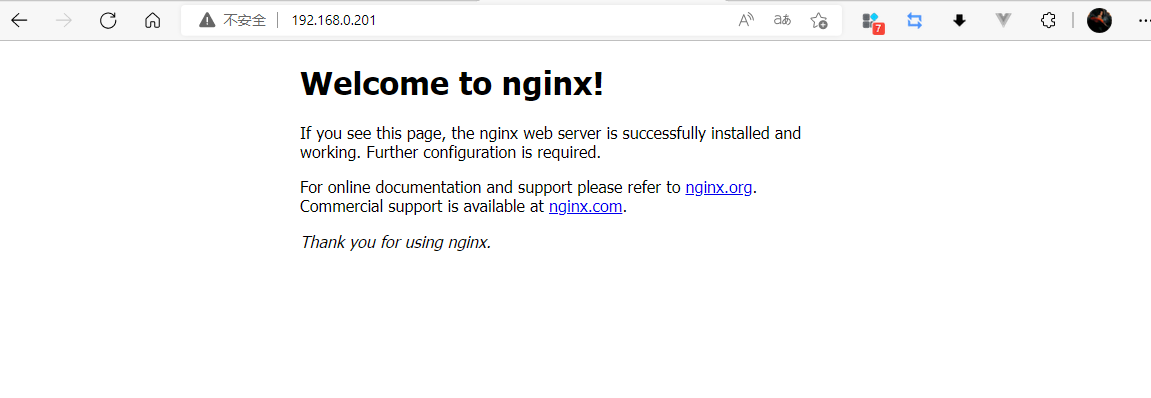 不安全 192.168.0.201
A
aあ
7
Welcome to nginx!
If you see this page, the nginx web server is successfully installed and
working. Further configuration is required.
For online documentation and support please refer to nginx.org.
Commercial support is available at nginx.com.
Thank you for using nginx.